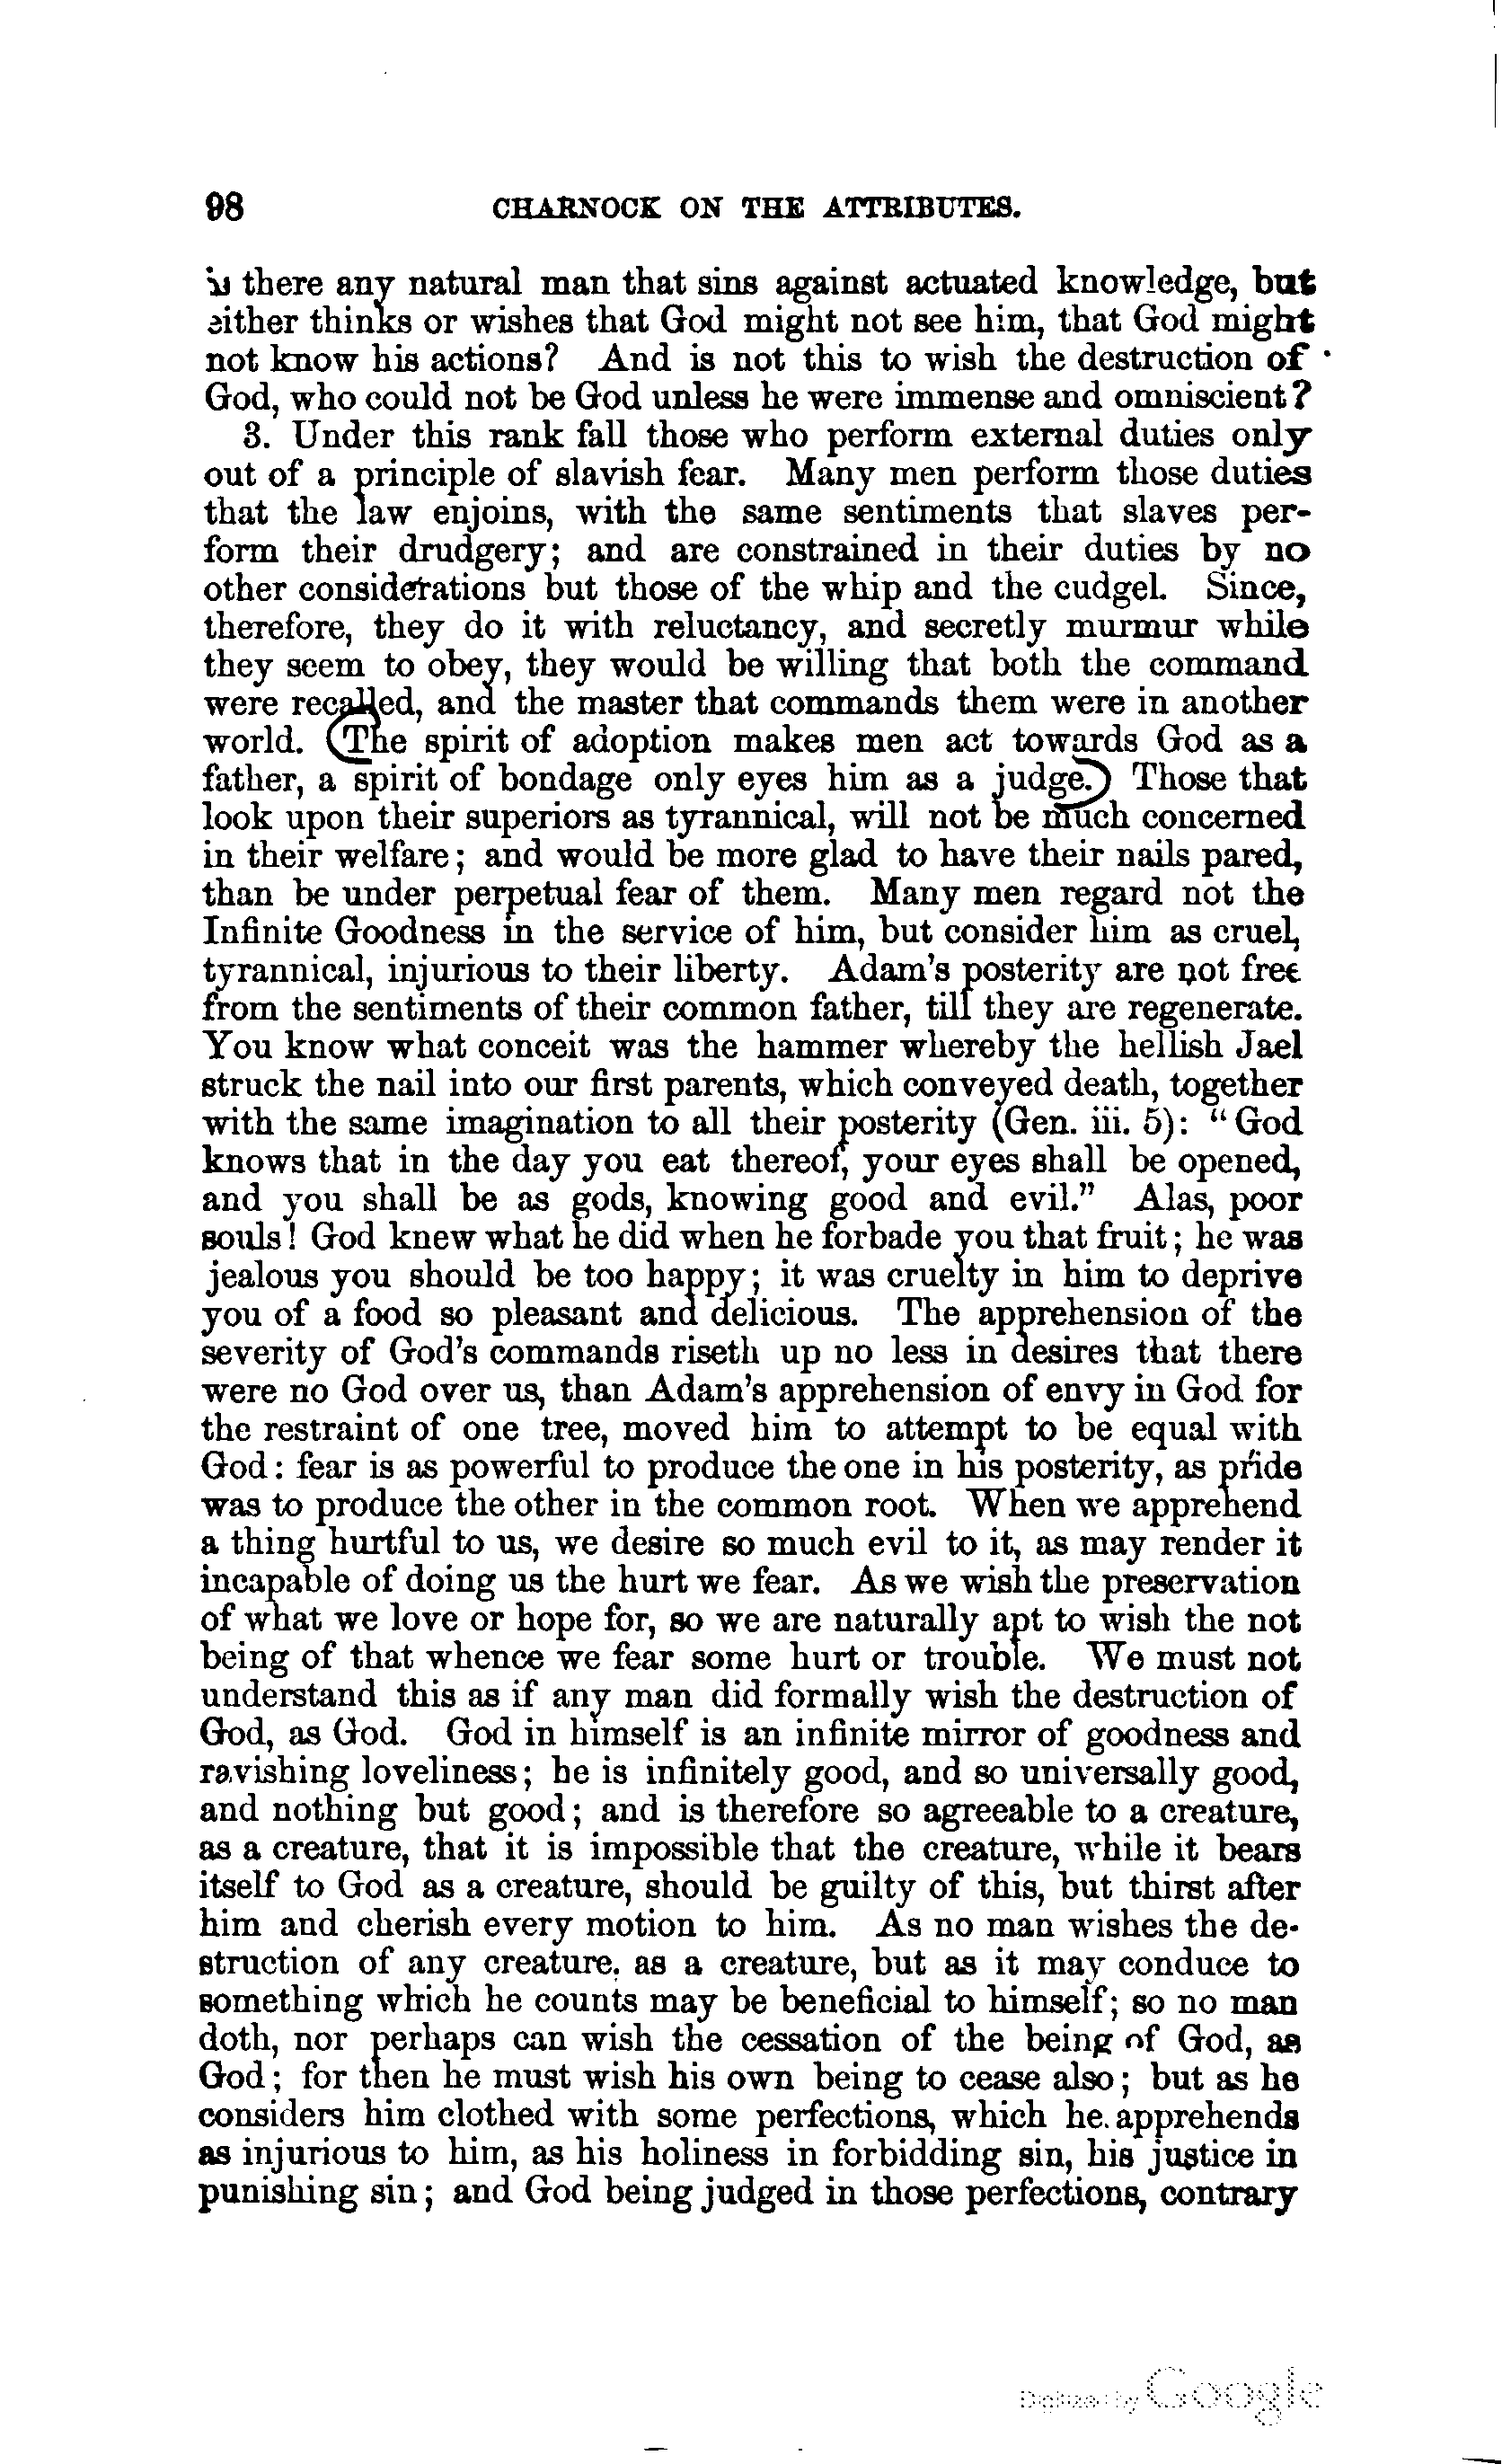 98 CHARNOCK ON THE ATTRIBUTES.
is there any natural man that sins against actuated knowledge, but
either thinks or wishes that God might not see him, that God might
not know his actions? And is not this to wish the destruction of
God, who could not be God unless he were immense and omniscient?
3. Under this rank fall those who perform external duties only
out of a principle of slavish fear. Many men perform those duties
that the law enjoins, with the same sentiments that slaves per-
form their drudgery; and are constrained in their duties by no
other considerations but those of the whip and the cudgel. Since,
therefore, they do it with reluctancy, and secretly murmur while
they seem to obey, they would be willing that both the command
were recalled, and the master that commands them were in another
world. (The spirit of adoption makes men act towards God as a
father, a spirit of bondage only eyes him as a judge.) Those that
look upon their superiors as tyrannical, will not be much concerned
in their welfare; and would be more glad to have their nails pared,
than be under perpetual fear of them. Many men regard not the
Infinite Goodness in the service of him, but consider him as cruel,
tyrannical, injurious to their liberty. Adam's posterity are not free
from the sentiments of their common father, till they are regenerate.
You know what conceit was the hammer whereby the hellish Jael
struck the nail into our first parents, which conveyed death, together
with the same imagination to all their posterity (Gen. iii. 5): "God
knows that in the day you eat thereof, your eyes shall be opened,
and you shall be as gods, knowing good and evil." Alas, poor
souls! God knew what he did when he forbade you that fruit; he was
jealous you should be too happy; it was cruelty in him to deprive
you of a food so pleasant and delicious. The apprehension of the
severity of God's commands riseth up no less in desires that there
were no God over us, than Adam's apprehension of envy in God for
the restraint of one tree, moved him to attempt to be equal with
God: fear is as powerful to produce the one in his posterity, as pride
was to produce the other in the common root. When we apprehend
a thing hurtful to us, we desire so much evil to it, as may render it
incapable of doing us the hurt we fear. As we wish the preservation
of what we love or hope for, so we are naturally apt to wish the not
being of that whence we fear some hurt or trouble. We must not
understand this as if any man did formally wish the destruction of
God, as God. God in himself is an infinite mirror of goodness and
ravishing loveliness; he is infinitely good, and so universally good,
and nothing but good; and is therefore so agreeable to a creature,
as a creature, that it is impossible that the creature, while it bears
itself to God as a creature, should be guilty of this, but thirst after
him and cherish every motion to him. As no man wishes the de-
struction of any creature, as a creature, but as it may conduce to
something which he counts may be beneficial to himself; so no man
doth, nor perhaps can wish the cessation of the being of God, as
God; for then he must wish his own being to cease also; but as he
considers him clothed with some perfections, which he apprehends
as injurious to him, as his holiness in forbidding sin, his justice in
punishing sin; and God being judged in those perfections, contrary
Digitized by Google